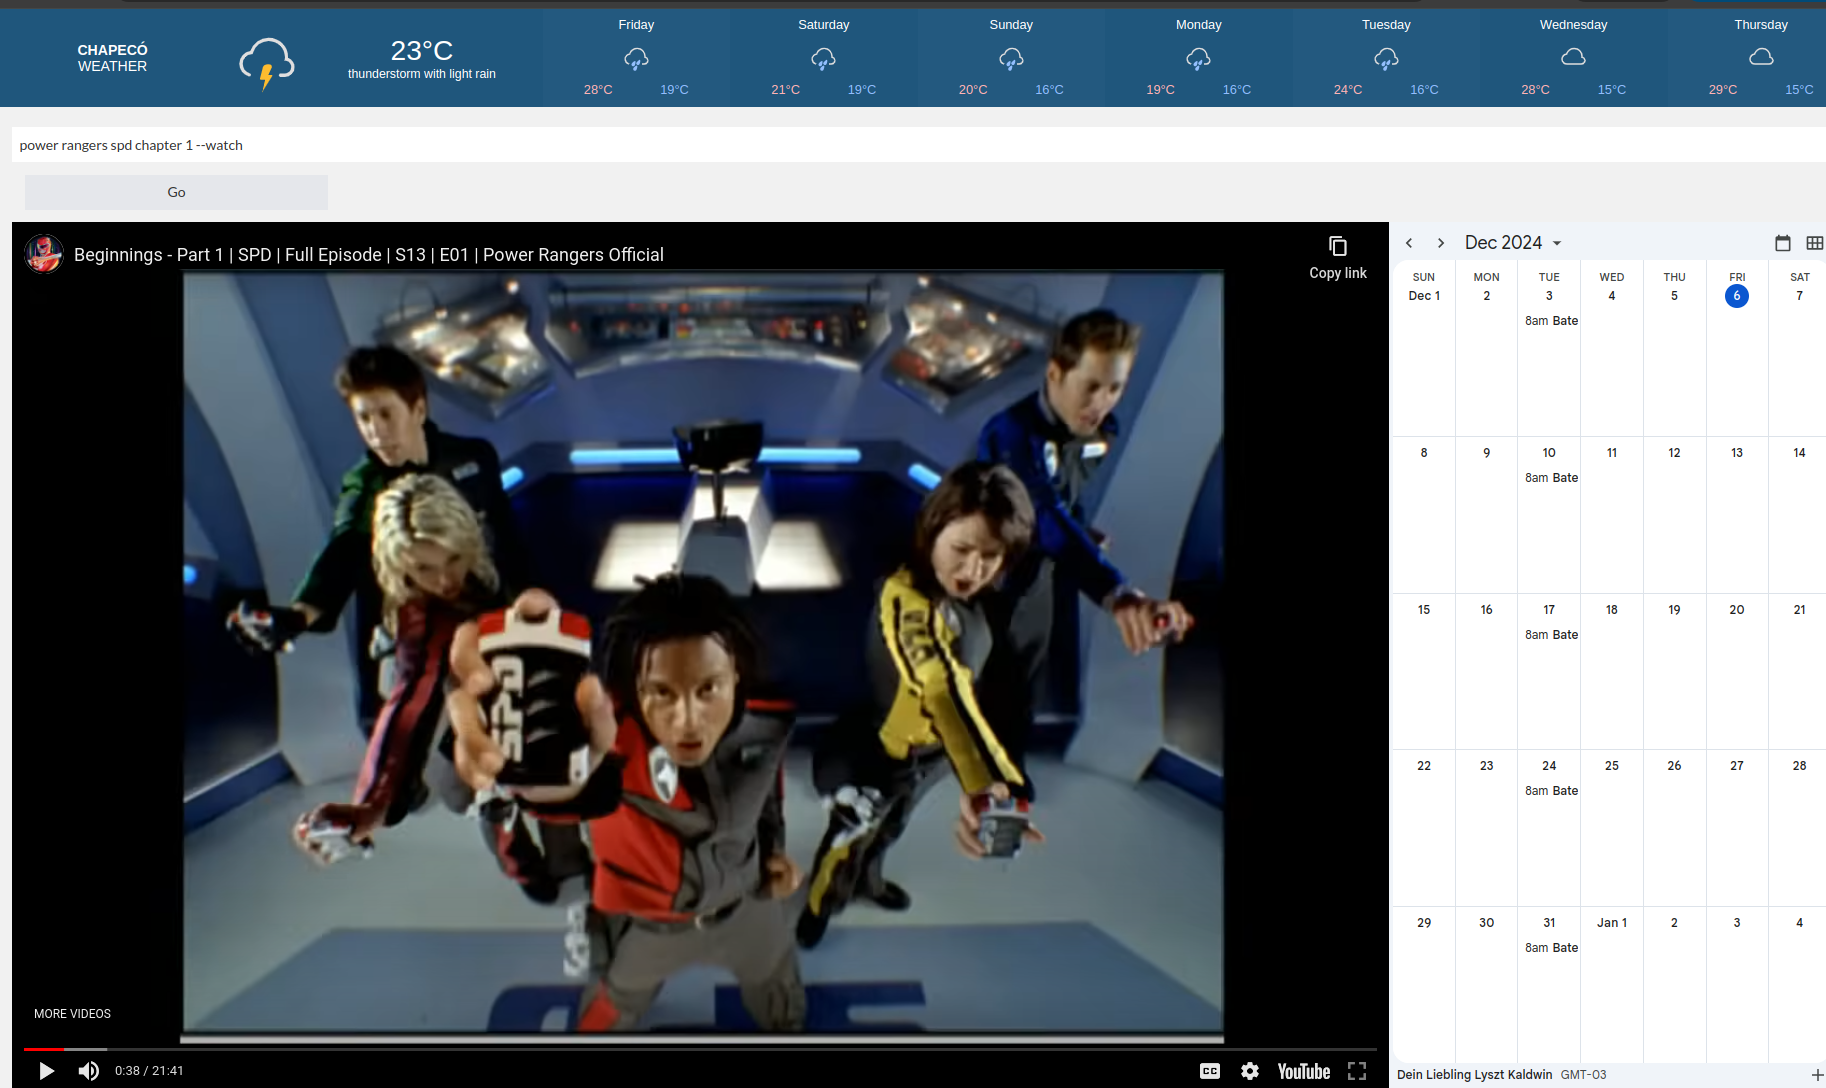 CHAPECÓ
WEATHER
23°C
thunderstorm with light rain
Friday
28°C 19°C
Saturday
21°C 19°C
Sunday
20°C 16°C
Monday
19°C 16°C
Tuesday
24°C 16°C
Wednesday
28°C 15°C
Thursday
29°C 15°C
power rangers spd chapter 1 --watch
Go
Beginnings - Part 1 | SPD | Full Episode | S13 | E01 | Power Rangers Official
Copy link
SPD
MORE VIDEOS
0:38 / 21:41
CC
YouTube
Dec 2024
SUN MON TUE WED THU FRI SAT
Dec 1 2 3 4 5 6 7
8am Bate
8 9 10 11 12 13 14
8am Bate
15 16 17 18 19 20 21
8am Bate
22 23 24 25 26 27 28
8am Bate
29 30 31 Jan 1 2 3 4
8am Bate
Dein Liebling Lyszt Kaldwin GMT-03